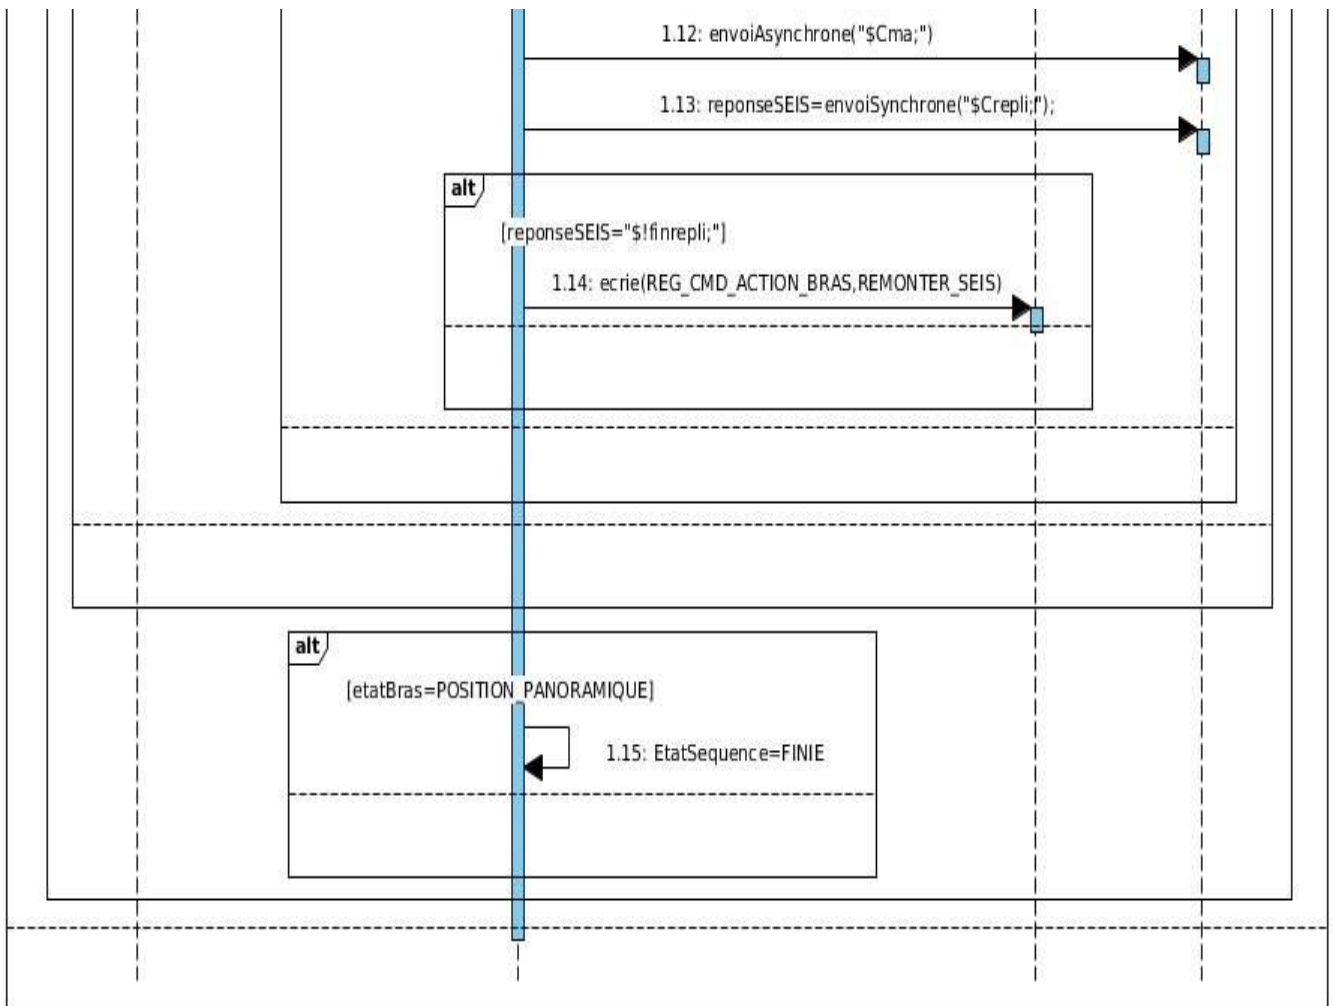 1.12: envoiAsynchrone("$Cma;")
1.13: reponseSEIS=envoiSynchrone("$Crepli;");
alt
[reponseSEIS="$!finrepli;"]
1.14: ecrie(REG_CMD_ACTION_BRAS,REMONTER_SEIS)
alt
[etatBras=POSITION_PANORAMIQUE]
1.15: EtatSequence=FINIE